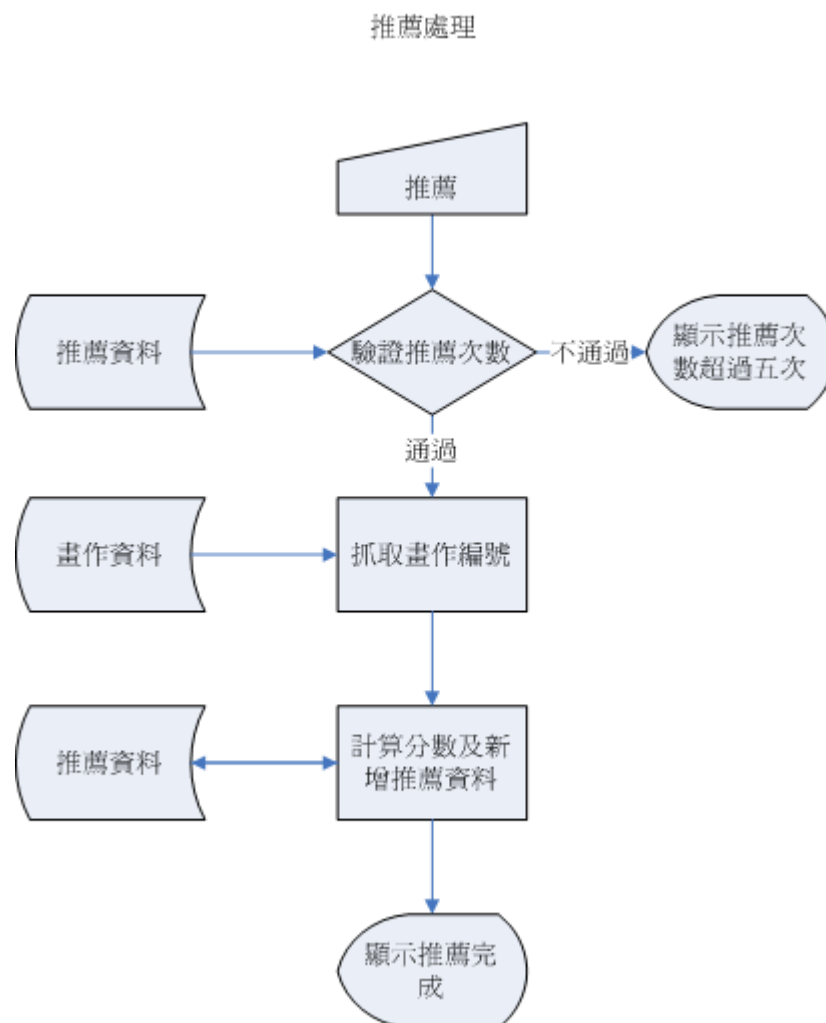 推薦處理
推薦
推薦資料
驗證推薦次數
不通過
顯示推薦次
數超過五次
通過
畫作資料
抓取畫作編號
推薦資料
計算分數及新
增推薦資料
顯示推薦完
成